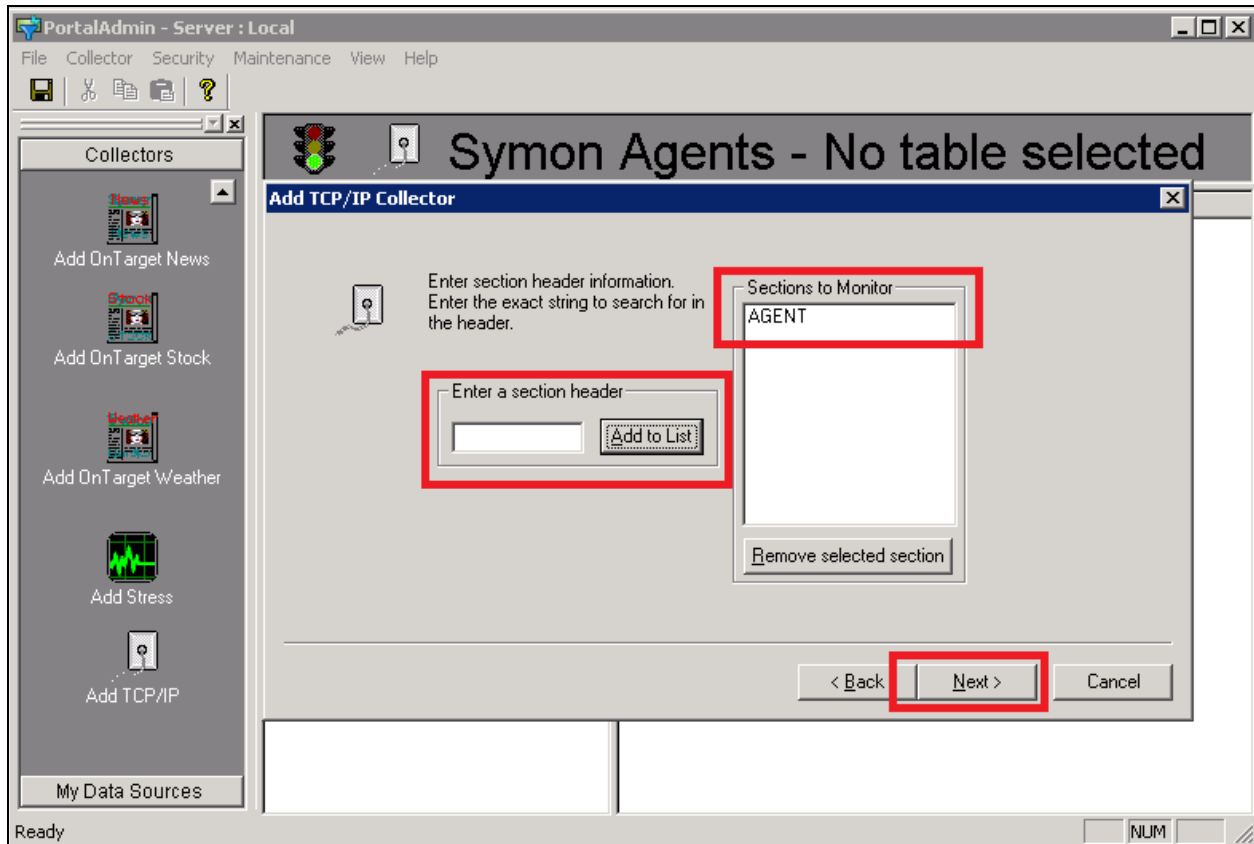 PortalAdmin - Server : Local
File Collector Security Maintenance View Help
Collectors
Symon Agents - No table selected
News
Add OnTarget News
Stock
Add OnTarget Stock
Weather
Add OnTarget Weather
Add Stress
Add TCP/IP
My Data Sources
Add TCP/IP Collector
Enter section header information.
Enter the exact string to search for in
the header.
Enter a section header
Add to List
Sections to Monitor
AGENT
Remove selected section
< Back
Next >
Cancel
Ready
NUM